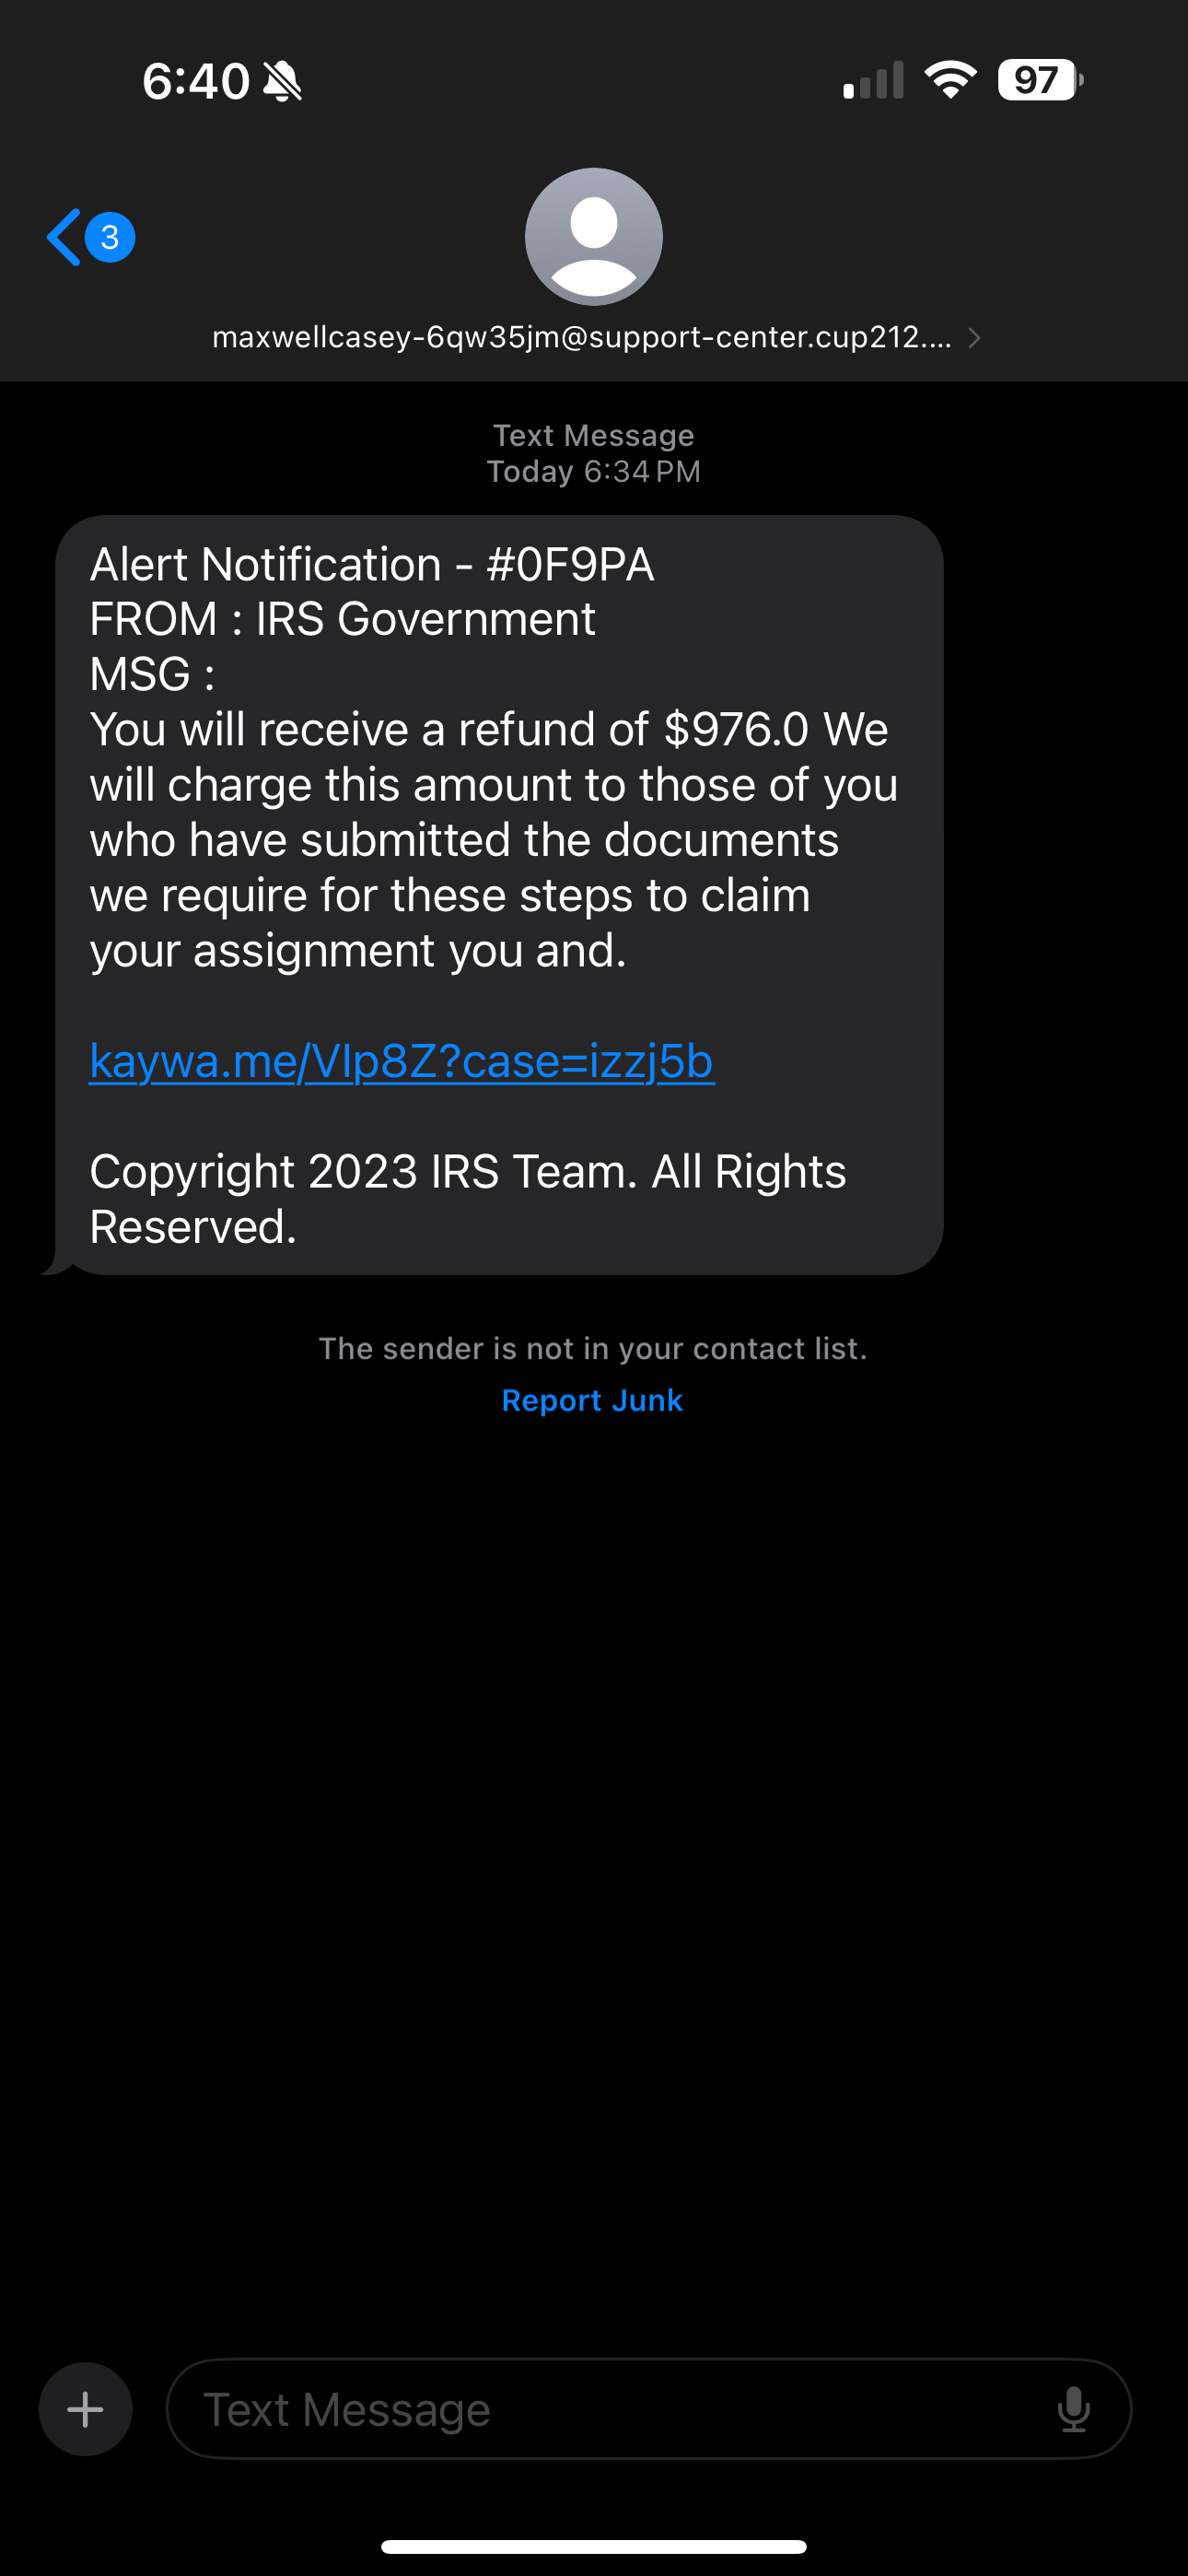 6:40
97
3
maxwellcasey-6qw35jm@support-center.cup212....
Text Message
Today 6:34 PM
Alert Notification - #0F9PA
FROM : IRS Government
MSG :
You will receive a refund of $976.0 We
will charge this amount to those of you
who have submitted the documents
we require for these steps to claim
your assignment you and.
kaywa.me/VIp8Z?case=izzj5b
Copyright 2023 IRS Team. All Rights
Reserved.
The sender is not in your contact list.
Report Junk
Text Message